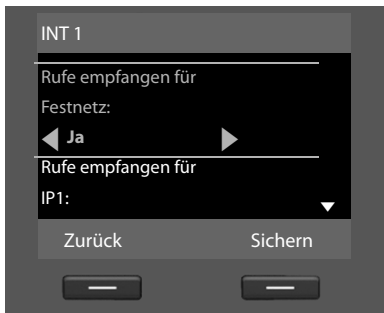 INT 1
Rufe empfangen für
Festnetz:
Ja
Rufe empfangen für
IP1:
Zurück Sichern